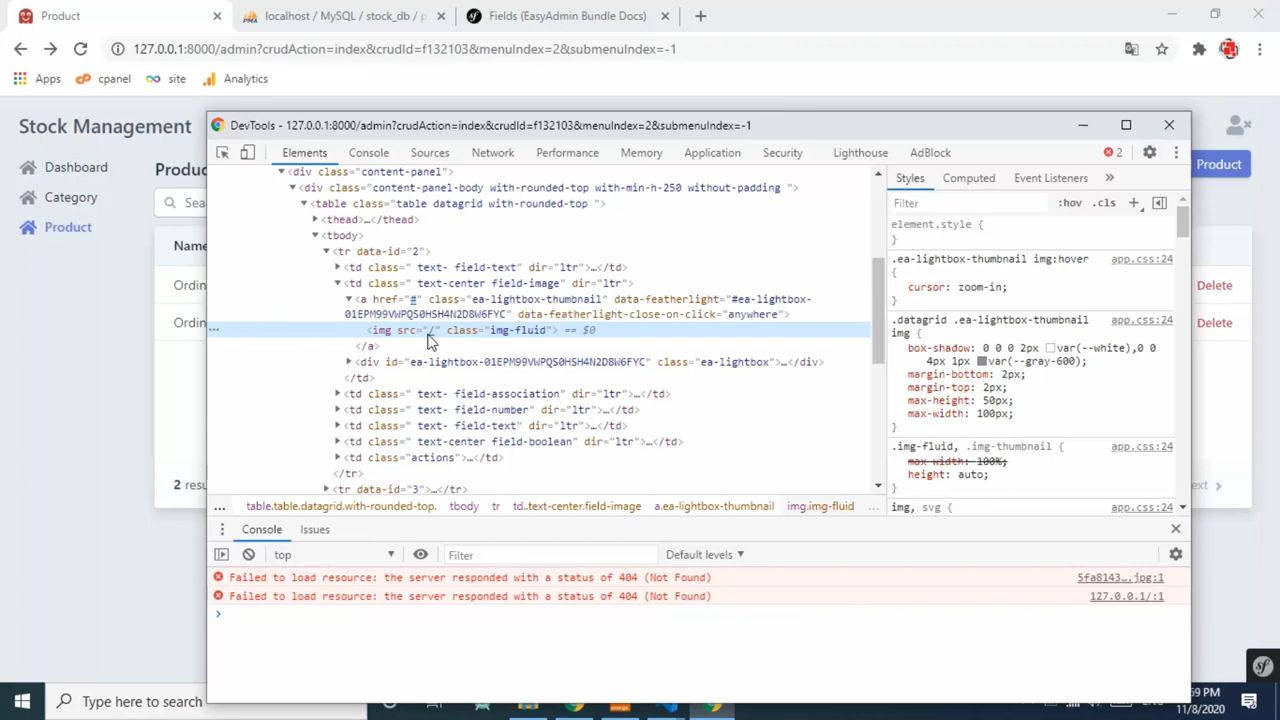 Product
localhost / MySQL / stock_db / p
Fields (EasyAdmin Bundle Docs)
127.0.0.1:8000/admin?crudAction=index&crudId=f132103&menuIndex=2&submenuIndex=-1
Apps cpanel site Analytics
Stock Management
Dashboard
Category
Product
Product
Sea
Name
Ordin
Ordin
2 resu
Product
Delete
Delete
ext
DevTools - 127.0.0.1:8000/admin?crudAction=index&crudId=f132103&menuIndex=2&submenuIndex=-1
Elements Console Sources Network Performance Memory Application Security Lighthouse AdBlock 2
<div class="content-panel">
<div class="content-panel-body with-rounded-top with-min-h-250 without-padding ">
<table class="table datagrid with-rounded-top ">
<thead>…</thead>
<tbody>
<tr data-id="2">
<td class=" text- field-text" dir="ltr">…</td>
<td class=" text-center field-image" dir="ltr">
<a href="#" class="ea-lightbox-thumbnail" data-featherlight="#ea-lightbox-
01EPM99VWPQS0HSH4N2D8W6FYC" data-featherlight-close-on-click="anywhere">
<img src="/" class="img-fluid"> == $0
</a>
<div id="ea-lightbox-01EPM99VWPQS0HSH4N2D8W6FYC" class="ea-lightbox">…</div>
</td>
<td class=" text- field-association" dir="ltr">…</td>
<td class=" text- field-number" dir="ltr">…</td>
<td class=" text- field-text" dir="ltr">…</td>
<td class=" text-center field-boolean" dir="ltr">…</td>
<td class="actions">…</td>
</tr>
<tr data-id="3">…</tr>
... table.table.datagrid.with-rounded-top. tbody tr td..text-center.field-image a.ea-lightbox-thumbnail img.img-fluid ...
Styles Computed Event Listeners »
Filter :hov .cls +
element.style {
}
.ea-lightbox-thumbnail img:hover app.css:24
{
cursor: zoom-in;
}
.datagrid .ea-lightbox-thumbnail app.css:24
img {
box-shadow: 0 0 0 2px var(--white),0 0
4px 1px var(--gray-600);
margin-bottom: 2px;
margin-top: 2px;
max-height: 50px;
max-width: 100px;
}
.img-fluid, .img-thumbnail { app.css:24
max-width: 100%;
height: auto;
}
img, svg { app.css:24
Console Issues
top Filter Default levels
Failed to load resource: the server responded with a status of 404 (Not Found) 5fa8143….jpg:1
Failed to load resource: the server responded with a status of 404 (Not Found) 127.0.0.1/:1
>
Type here to search
:59 PM
11/8/2020